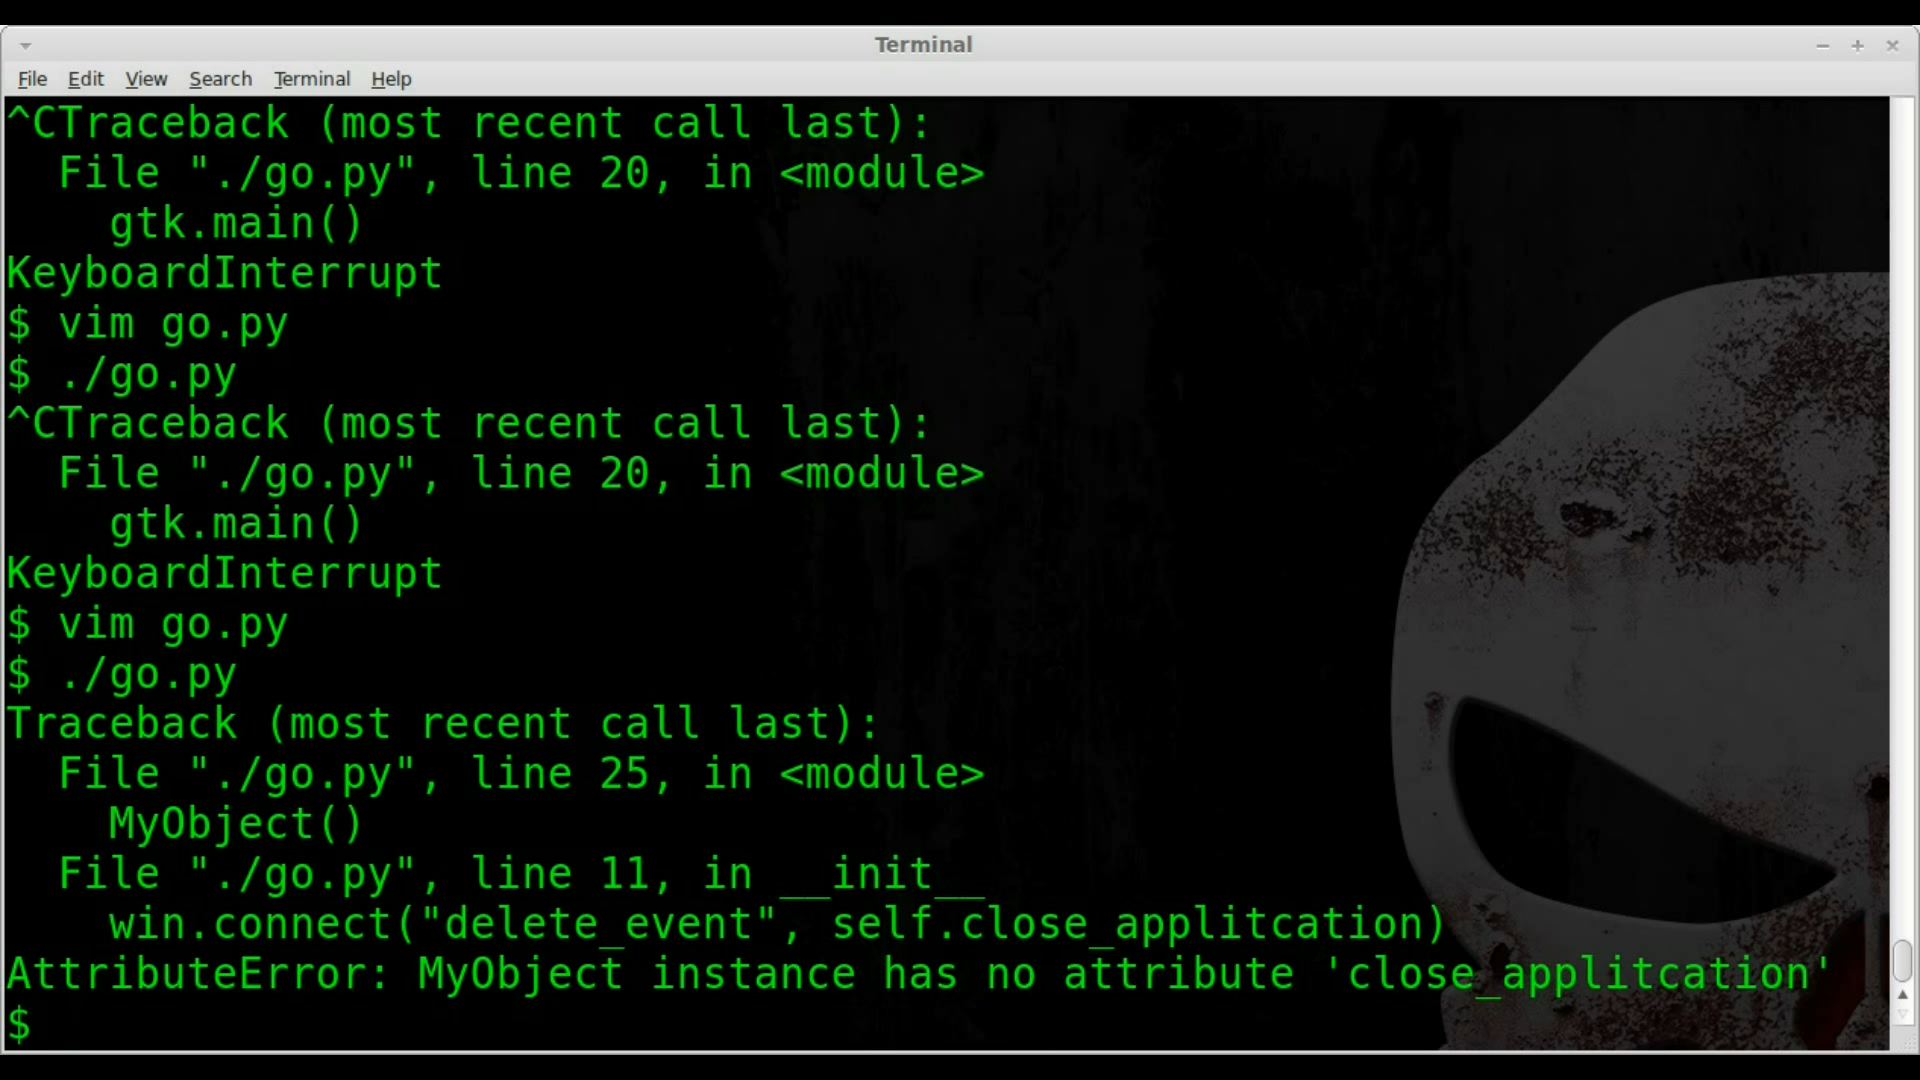 Terminal
File Edit View Search Terminal Help
^CTraceback (most recent call last):
  File "./go.py", line 20, in <module>
    gtk.main()
KeyboardInterrupt
$ vim go.py
$ ./go.py
^CTraceback (most recent call last):
  File "./go.py", line 20, in <module>
    gtk.main()
KeyboardInterrupt
$ vim go.py
$ ./go.py
Traceback (most recent call last):
  File "./go.py", line 25, in <module>
    MyObject()
  File "./go.py", line 11, in __init__
    win.connect("delete_event", self.close_applitcation)
AttributeError: MyObject instance has no attribute 'close_applitcation'
$